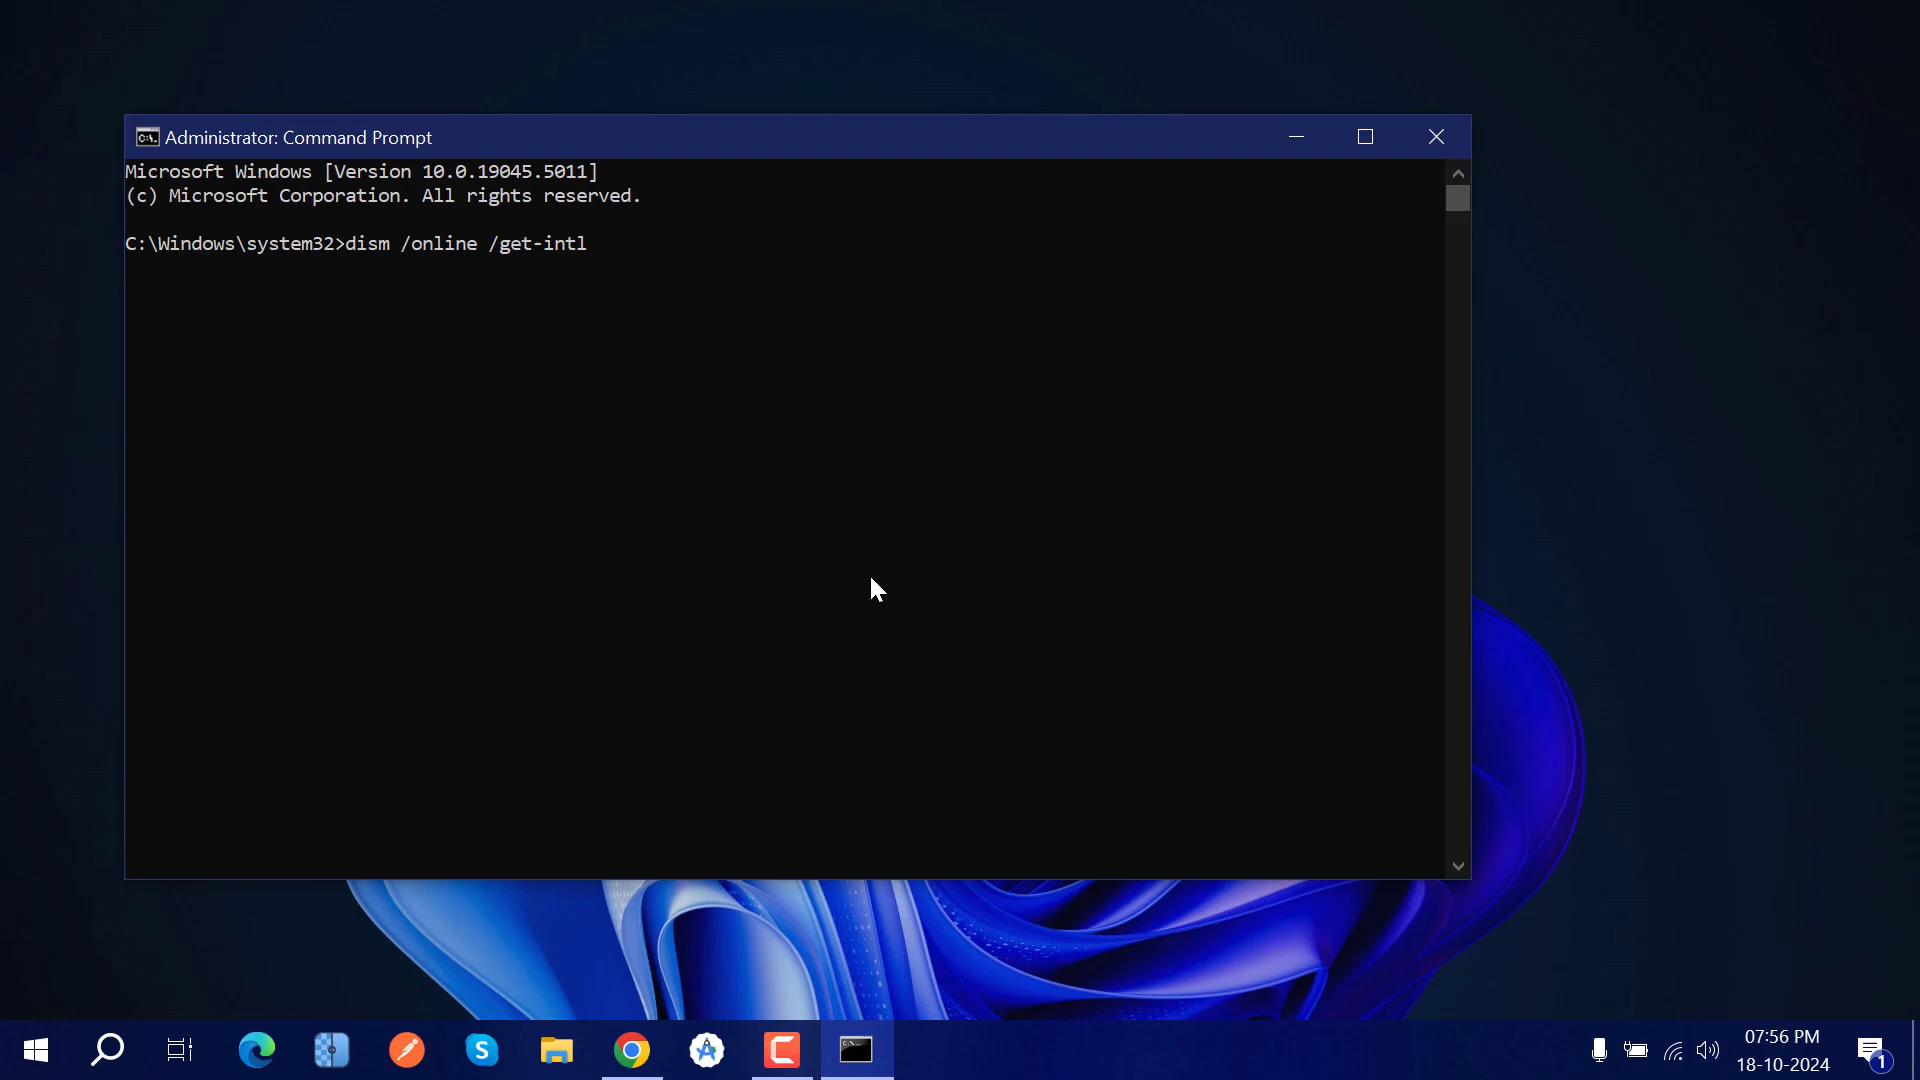 Administrator: Command Prompt
Microsoft Windows [Version 10.0.19045.5011]
(c) Microsoft Corporation. All rights reserved.
C:\Windows\system32>dism /online /get-intl
07:56 PM
18-10-2024
1